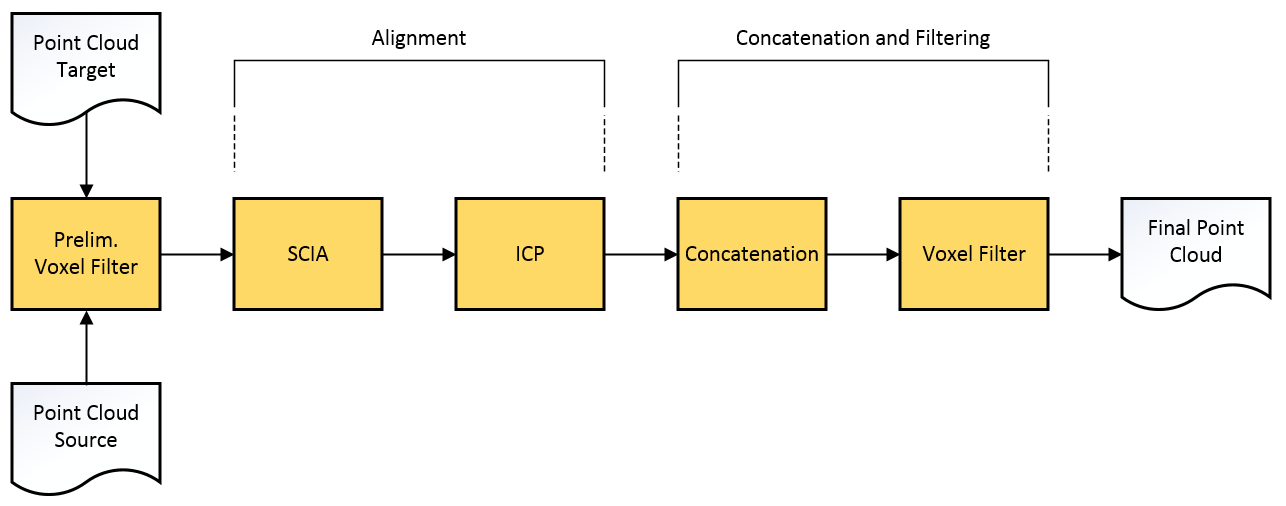 Point Cloud
Target
Alignment
Concatenation and Filtering
Prelim.
Voxel Filter
SCIA
ICP
Concatenation
Voxel Filter
Final Point
Cloud
Point Cloud
Source